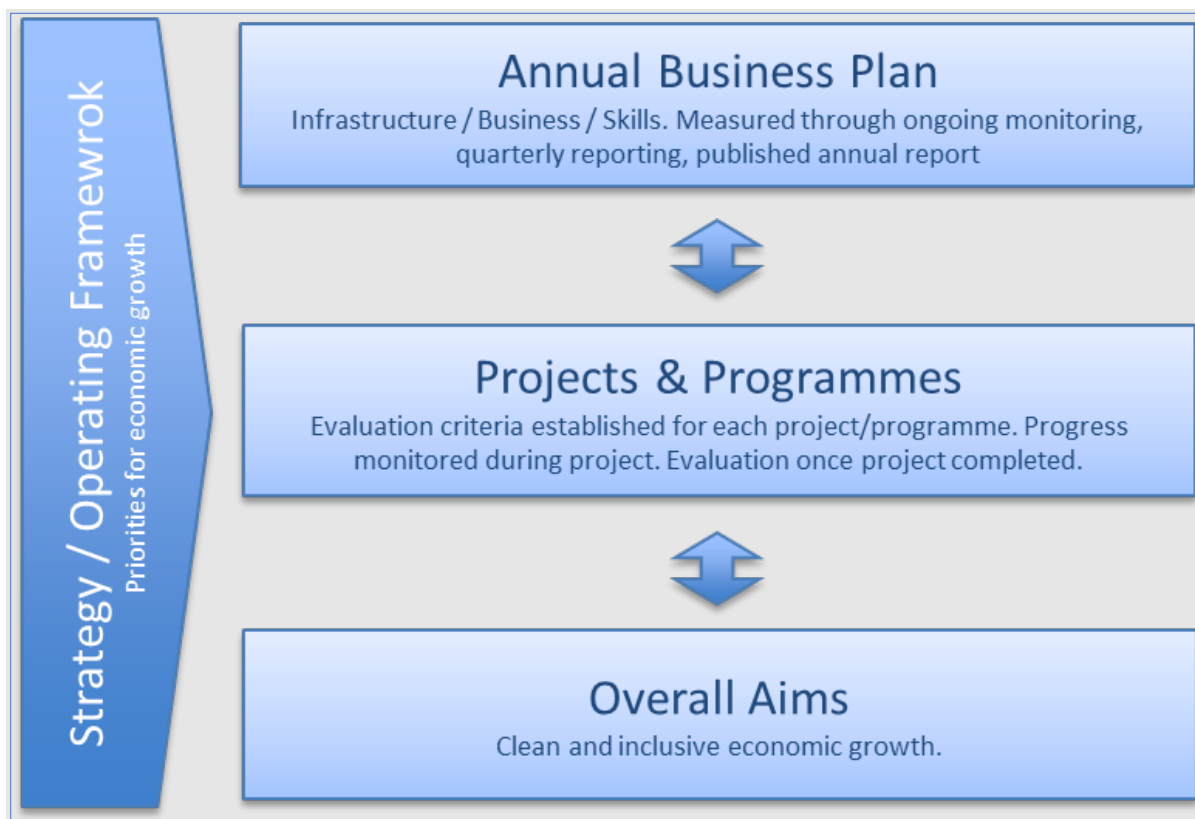 Strategy / Operating Framewrok
Priorities for economic growth
Annual Business Plan
Infrastructure / Business / Skills. Measured through ongoing monitoring,
quarterly reporting, published annual report
Projects & Programmes
Evaluation criteria established for each project/programme. Progress
monitored during project. Evaluation once project completed.
Overall Aims
Clean and inclusive economic growth.